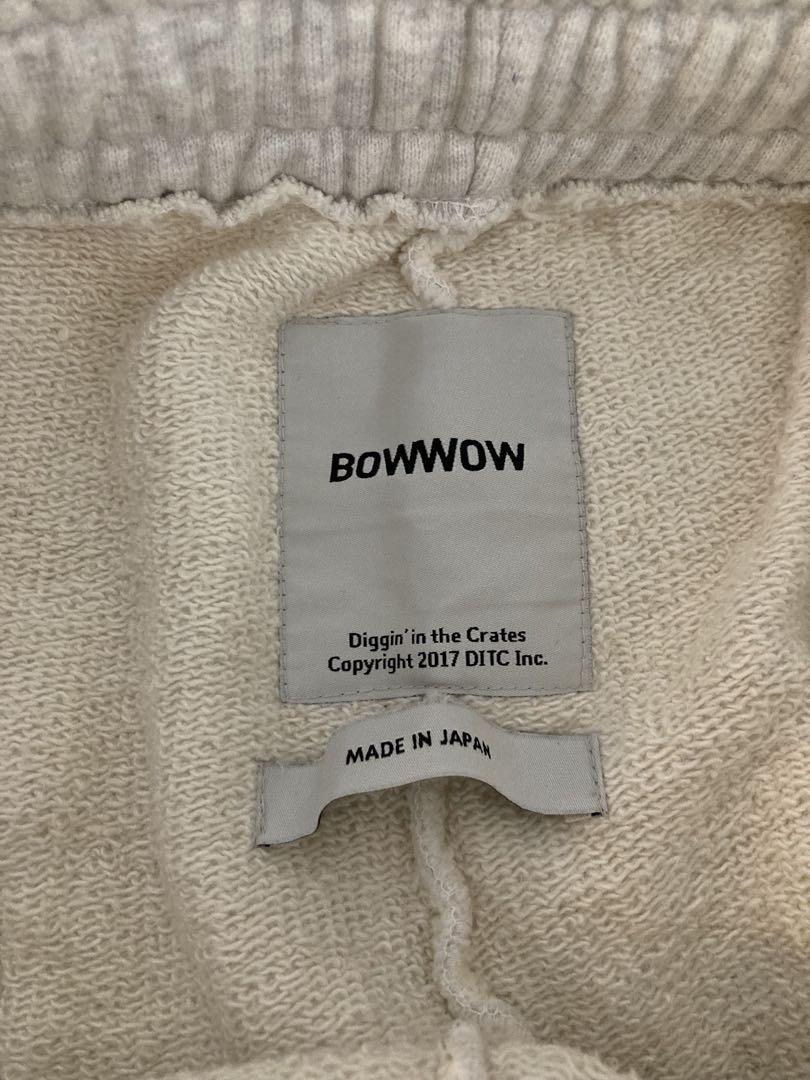 BOWWOW
Diggin' in the Crates
Copyright 2017 DITC Inc.
MADE IN JAPAN